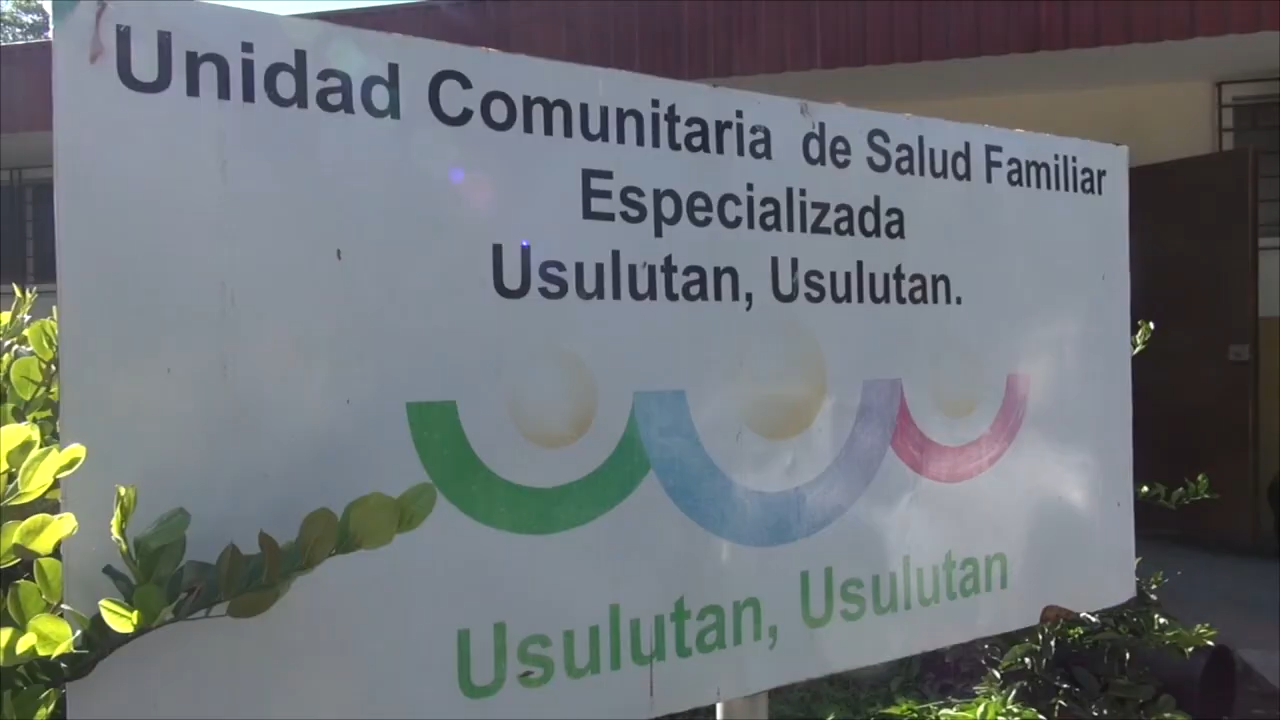 Unidad Comunitaria de Salud Familiar
Especializada
Usulutan, Usulutan.
Usulutan, Usulutan